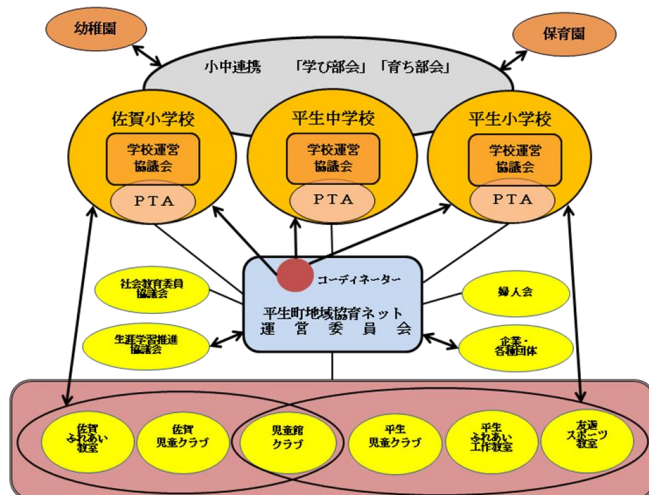 幼稚園
保育園
小中連携 「学び部会」「育ち部会」
佐賀小学校
学校運営
協議会
PTA
平生中学校
学校運営
協議会
PTA
平生小学校
学校運営
協議会
PTA
コーディネーター
平生町地域協育ネット
運営委員会
社会教育委員
協議会
生涯学習推進
協議会
婦人会
企業・
各種団体
佐賀
ふれあい
教室
佐賀
児童クラブ
児童館
クラブ
平生
児童クラブ
平生
ふれあい
工作教室
友遊
スポーツ
教室